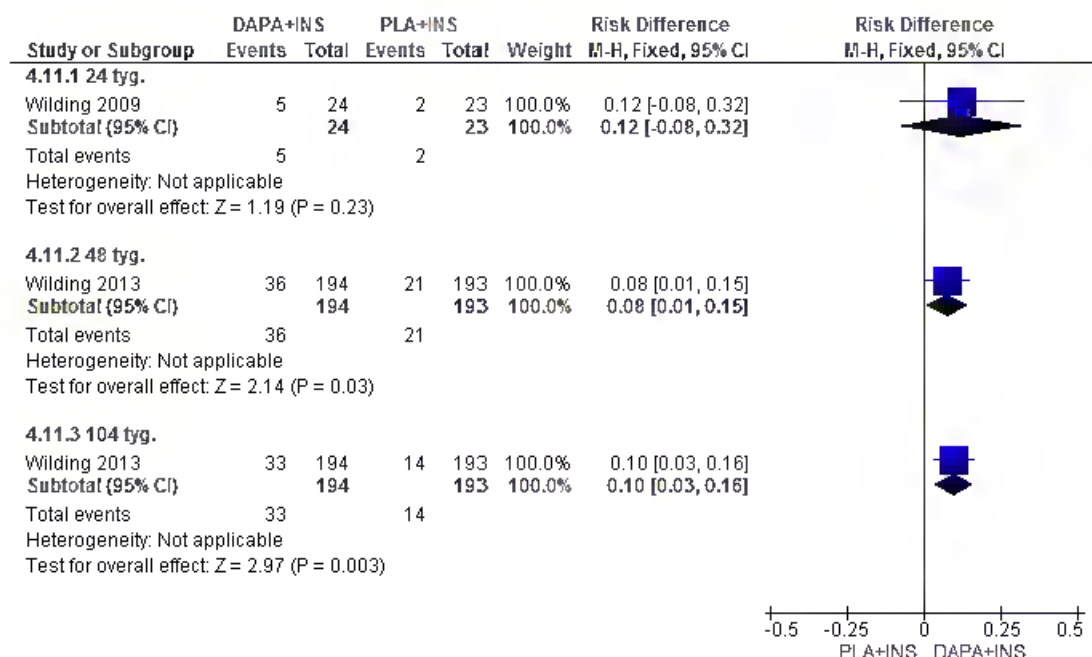 DAPA+INS PLA+INS Risk Difference Risk Difference
Study or Subgroup Events Total Events Total Weight M-H, Fixed, 95% CI M-H, Fixed, 95% CI
4.11.1 24 tyg.
Wilding 2009 5 24 2 23 100.0% 0.12 [-0.08, 0.32]
Subtotal (95% CI) 24 23 100.0% 0.12 [-0.08, 0.32]
Total events 5 2
Heterogeneity: Not applicable
Test for overall effect: Z = 1.19 (P = 0.23)
4.11.2 48 tyg.
Wilding 2013 36 194 21 193 100.0% 0.08 [0.01, 0.15]
Subtotal (95% CI) 194 193 100.0% 0.08 [0.01, 0.15]
Total events 36 21
Heterogeneity: Not applicable
Test for overall effect: Z = 2.14 (P = 0.03)
4.11.3 104 tyg.
Wilding 2013 33 194 14 193 100.0% 0.10 [0.03, 0.16]
Subtotal (95% CI) 194 193 100.0% 0.10 [0.03, 0.16]
Total events 33 14
Heterogeneity: Not applicable
Test for overall effect: Z = 2.97 (P = 0.003)
-0.5 -0.25 0 0.25 0.5
PLA+INS DAPA+INS